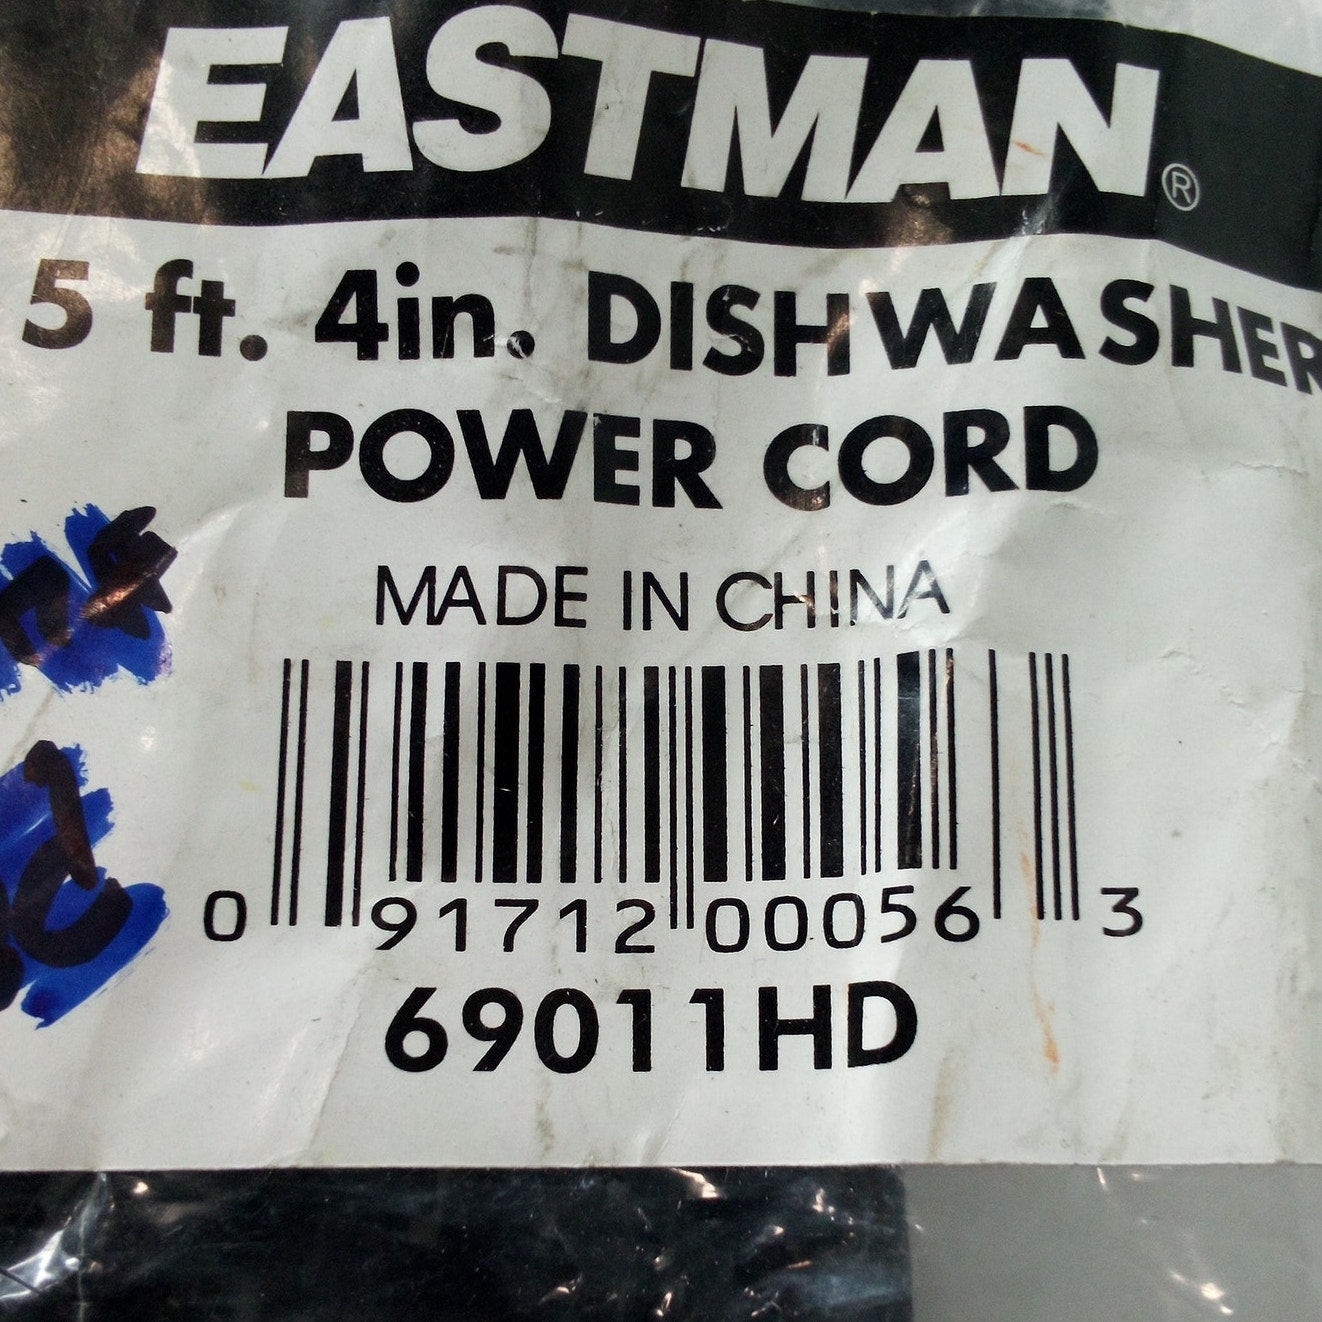 EASTMAN®
5 ft. 4in. DISHWASHER
POWER CORD
MADE IN CHINA
0 91712 00056 3
69011HD